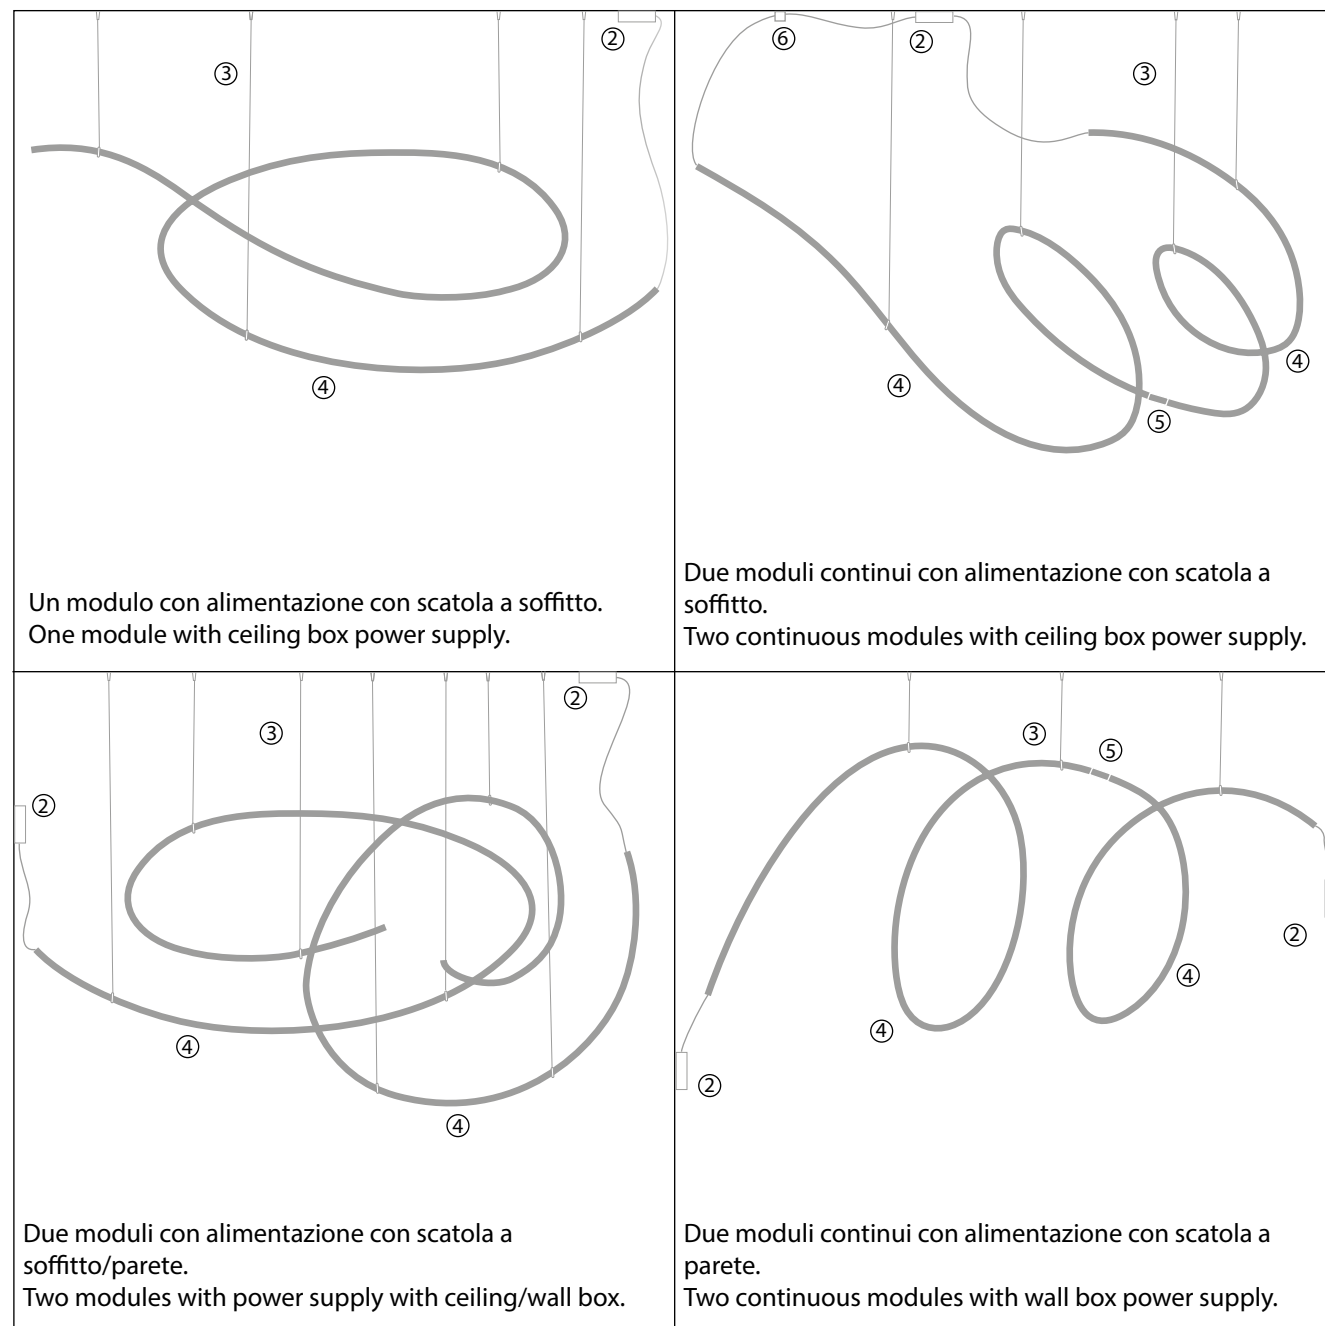 ②
③
④
Un modulo con alimentazione con scatola a soffitto.
One module with ceiling box power supply.
⑥
②
③
④
④
⑤
Due moduli continui con alimentazione con scatola a
soffitto.
Two continuous modules with ceiling box power supply.
②
③
②
④
④
Due moduli con alimentazione con scatola a
soffitto/parete.
Two modules with power supply with ceiling/wall box.
③
⑤
②
④
④
②
Due moduli continui con alimentazione con scatola a
parete.
Two continuous modules with wall box power supply.